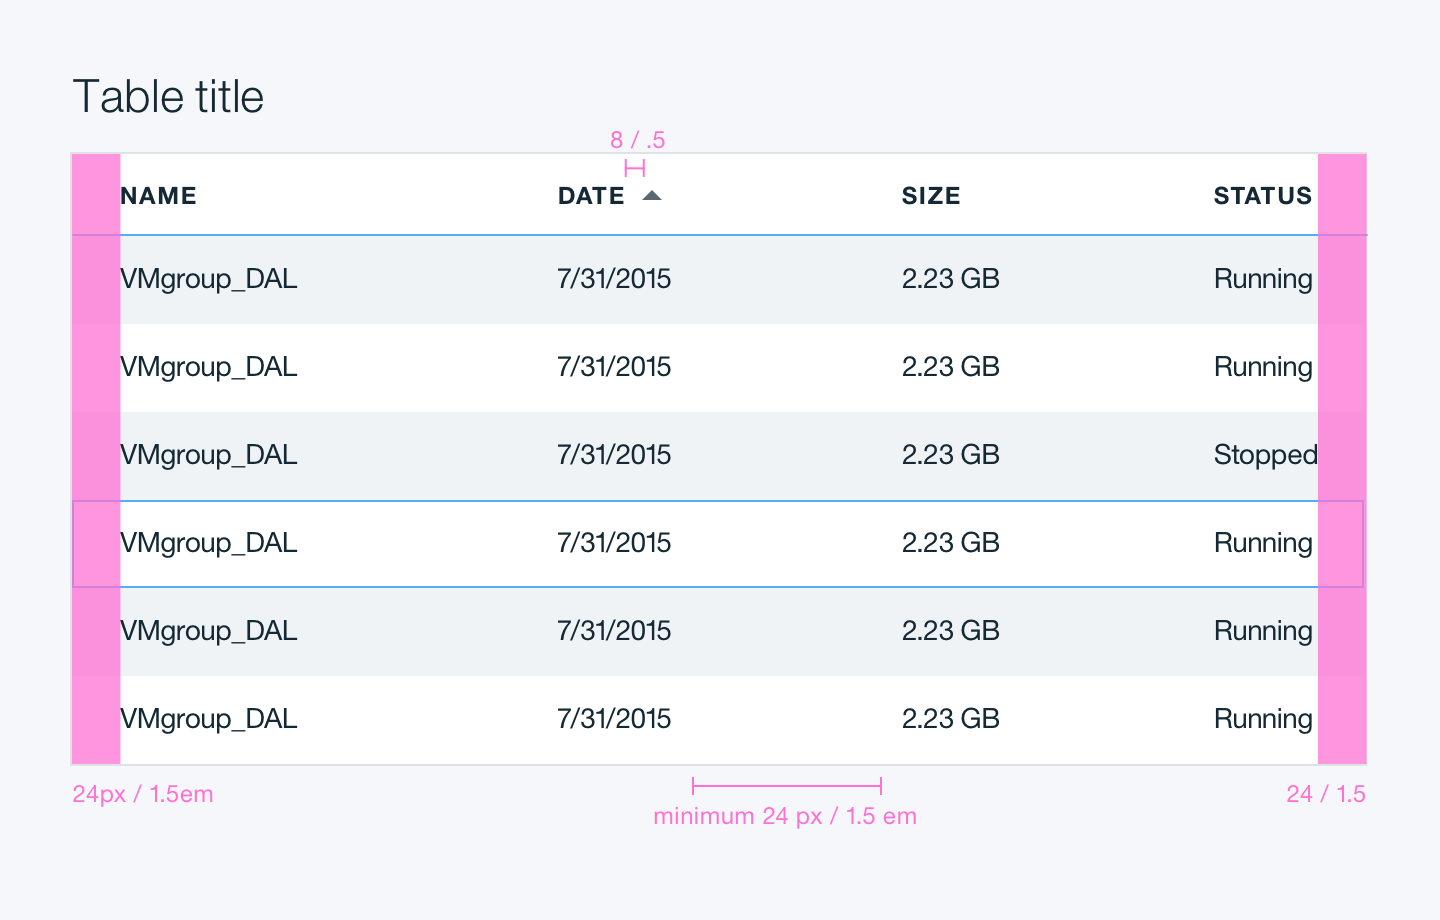 Table title
8 / .5
NAME DATE SIZE STATUS
VMgroup_DAL 7/31/2015 2.23 GB Running
VMgroup_DAL 7/31/2015 2.23 GB Running
VMgroup_DAL 7/31/2015 2.23 GB Stopped
VMgroup_DAL 7/31/2015 2.23 GB Running
VMgroup_DAL 7/31/2015 2.23 GB Running
VMgroup_DAL 7/31/2015 2.23 GB Running
24px / 1.5em 24 / 1.5
minimum 24 px / 1.5 em